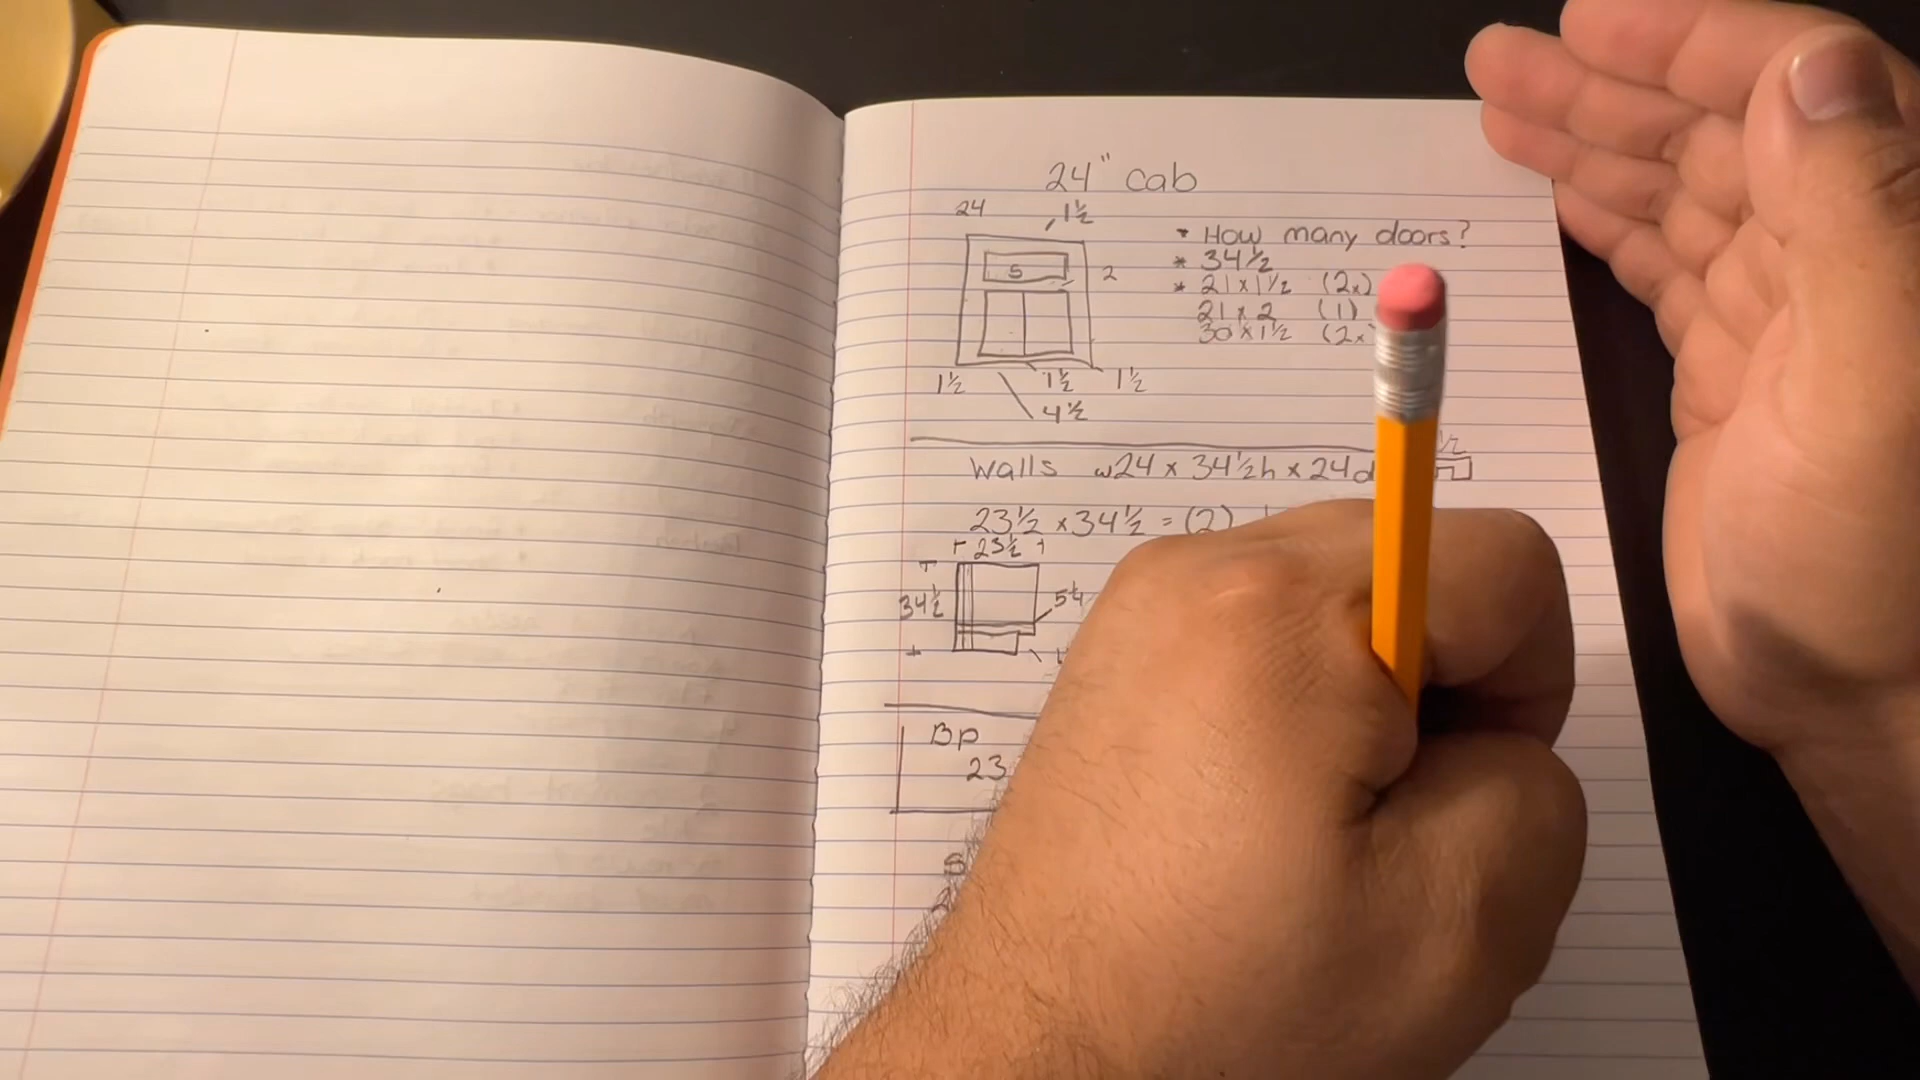 24" cab
24 1½
* How many doors?
* 34½
S 2
* 21 x 1½ (2x)
21 x 2 (1)
30 x 1½ (2x
1½ 1½ 1½
4½
½
Walls w24 x 34½h x 24d
23½ x 34½ = (2)
23½
34½ 5¼
Bp
23